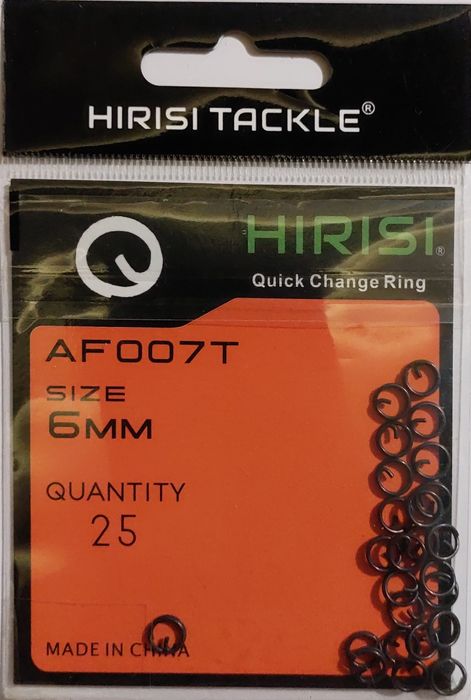 HIRISI TACKLE®
HIRISI®
Quick Change Ring
AF007T
SIZE
6MM
QUANTITY
25
MADE IN CHINA